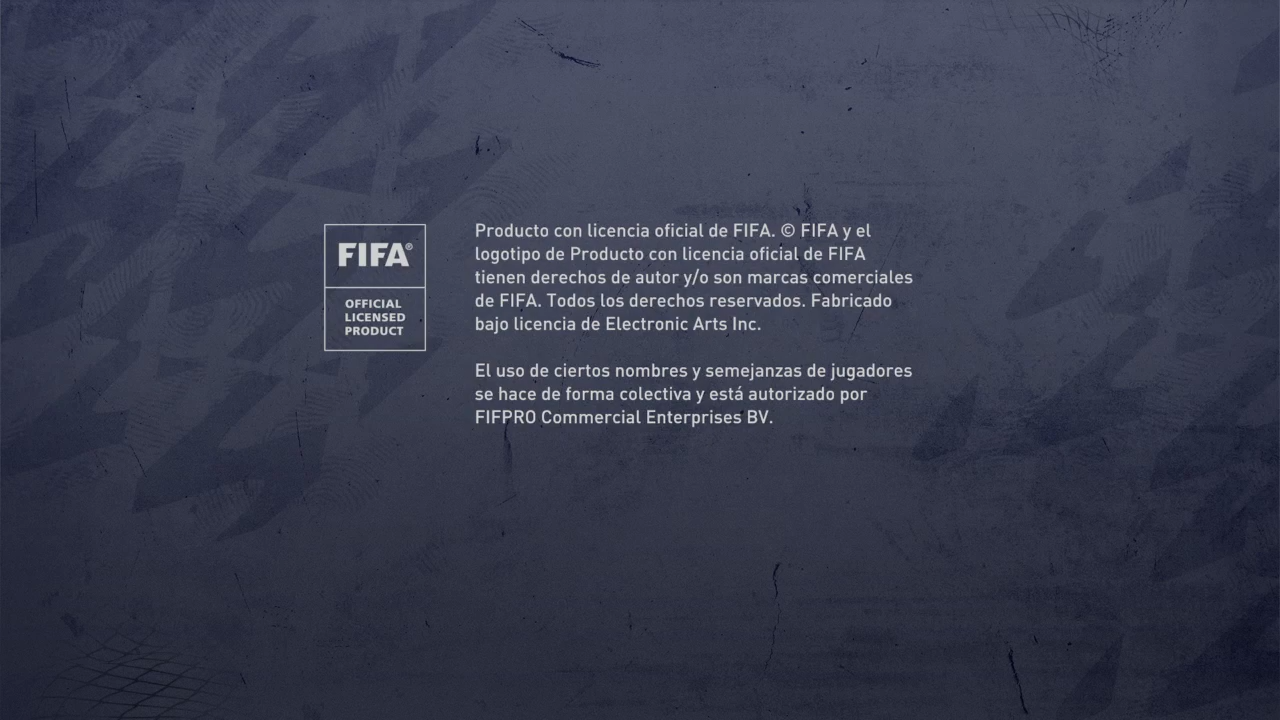 FIFA®
OFFICIAL
LICENSED
PRODUCT
Producto con licencia oficial de FIFA. © FIFA y el
logotipo de Producto con licencia oficial de FIFA
tienen derechos de autor y/o son marcas comerciales
de FIFA. Todos los derechos reservados. Fabricado
bajo licencia de Electronic Arts Inc.
El uso de ciertos nombres y semejanzas de jugadores
se hace de forma colectiva y está autorizado por
FIFPRO Commercial Enterprises BV.